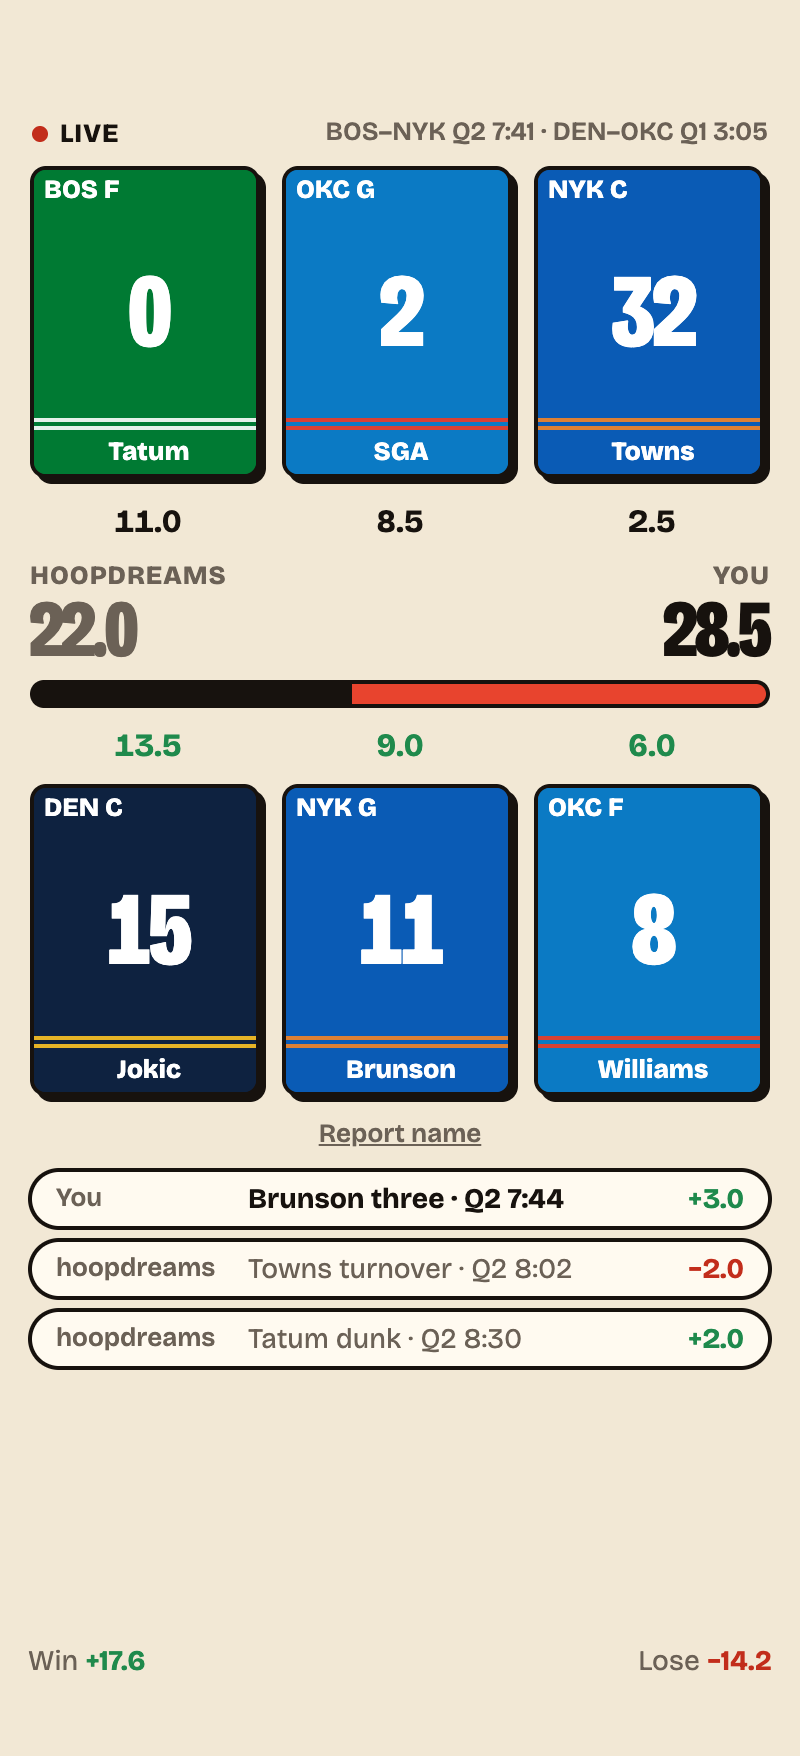 LIVE
BOS–NYK Q2 7:41 · DEN–OKC Q1 3:05
BOS F
OKC G
NYK C
0
2
32
Tatum
SGA
Towns
11.0
8.5
2.5
HOOPDREAMS
YOU
22.0
28.5
13.5
9.0
6.0
DEN C
NYK G
OKC F
15
11
8
Jokic
Brunson
Williams
Report name
You Brunson three · Q2 7:44 +3.0
hoopdreams Towns turnover · Q2 8:02 −2.0
hoopdreams Tatum dunk · Q2 8:30 +2.0
Win +17.6
Lose −14.2